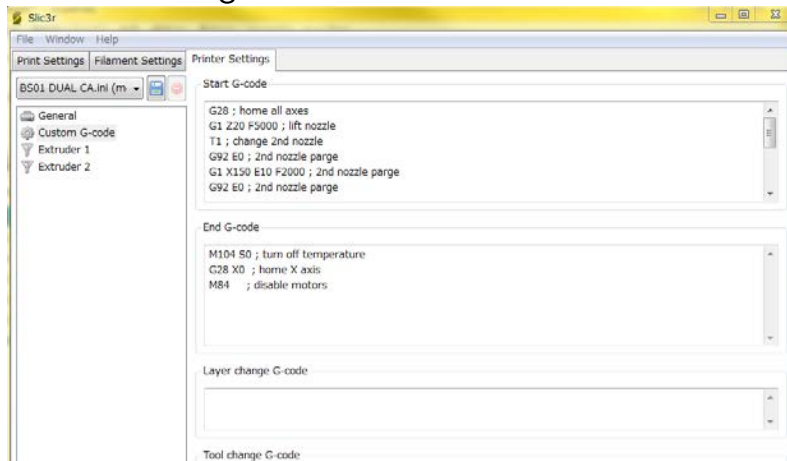 Slic3r
File Window Help
Print Settings Filament Settings Printer Settings
BS01 DUAL CA.ini (m
General
Custom G-code
Extruder 1
Extruder 2
Start G-code
G28 ; home all axes
G1 Z20 F5000 ; lift nozzle
T1 ; change 2nd nozzle
G92 E0 ; 2nd nozzle parge
G1 X150 E10 F2000 ; 2nd nozzle parge
G92 E0 ; 2nd nozzle parge
End G-code
M104 S0 ; turn off temperature
G28 X0 ; home X axis
M84 ; disable motors
Layer change G-code
Tool change G-code